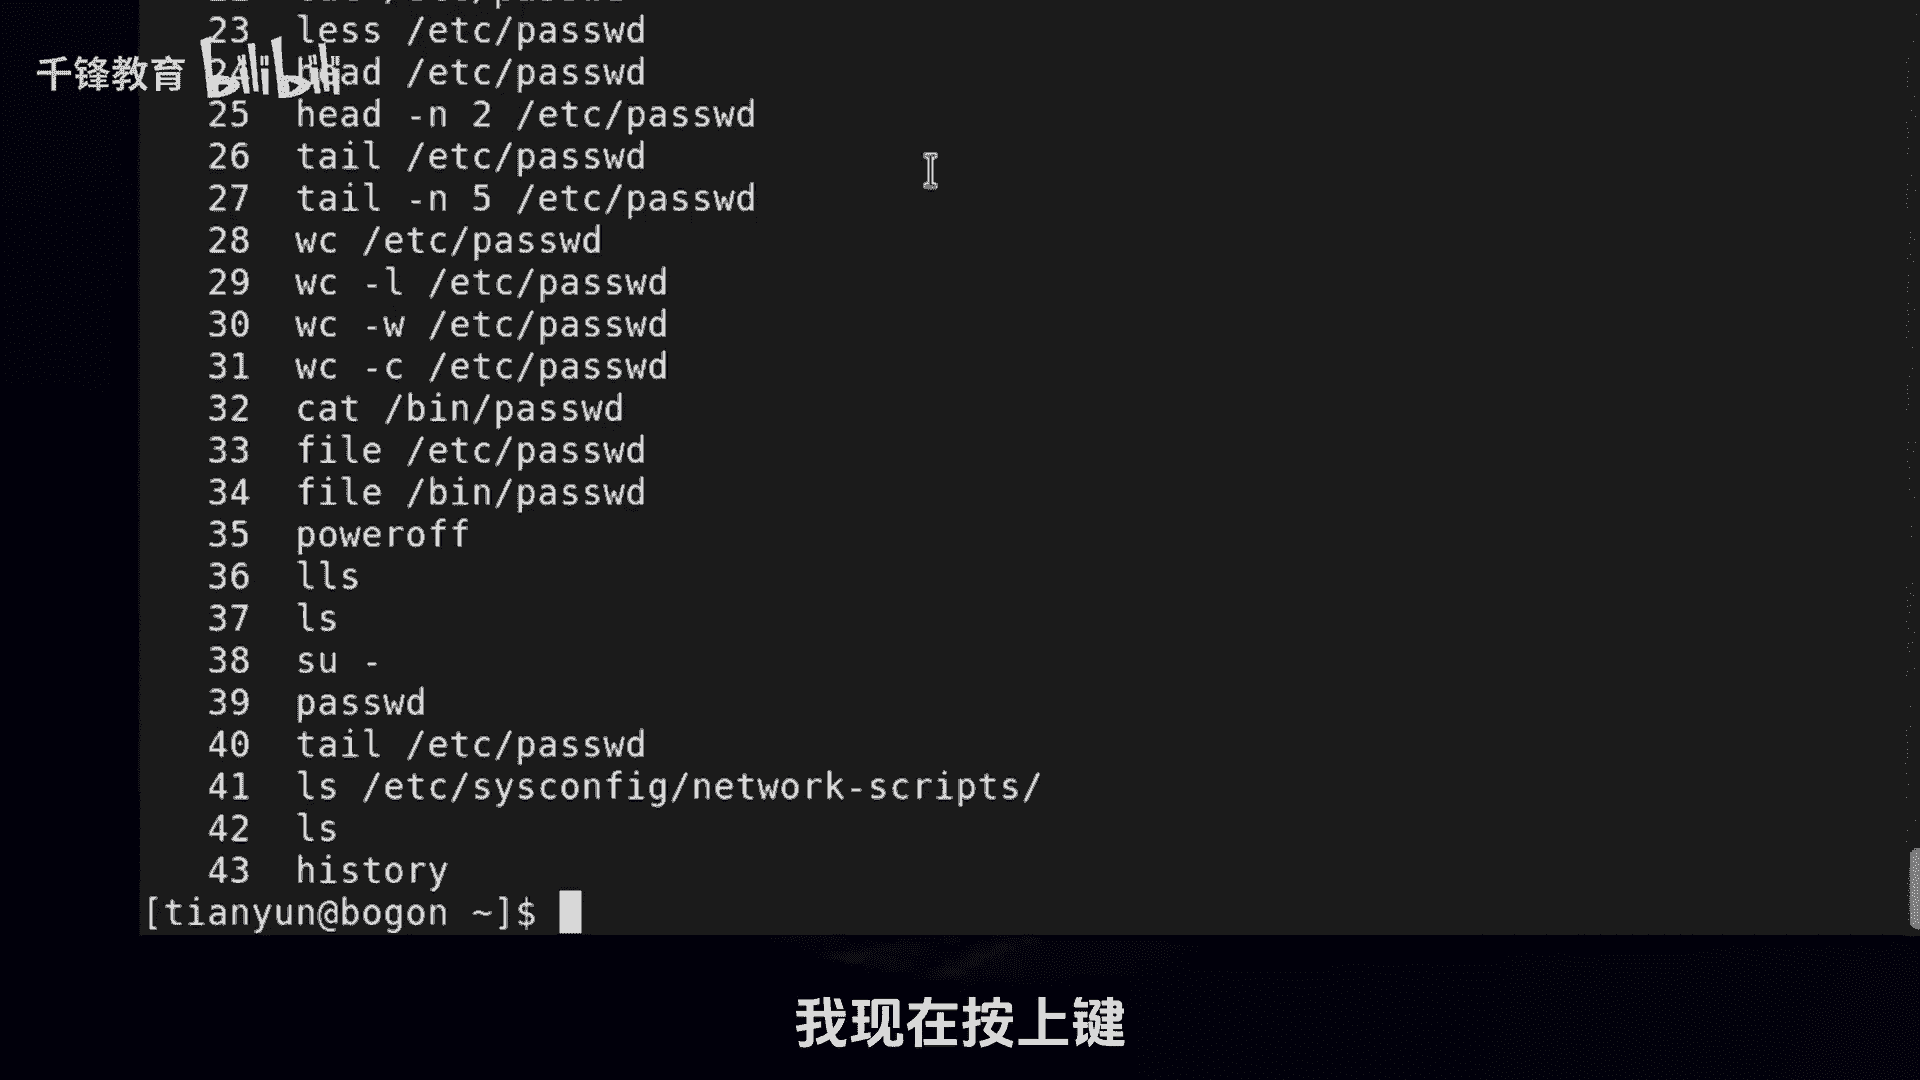 23 less /etc/passwd
千锋教育 bilibili
24 head /etc/passwd
25 head -n 2 /etc/passwd
26 tail /etc/passwd
27 tail -n 5 /etc/passwd
28 wc /etc/passwd
29 wc -l /etc/passwd
30 wc -w /etc/passwd
31 wc -c /etc/passwd
32 cat /bin/passwd
33 file /etc/passwd
34 file /bin/passwd
35 poweroff
36 lls
37 ls
38 su -
39 passwd
40 tail /etc/passwd
41 ls /etc/sysconfig/network-scripts/
42 ls
43 history
[tianyun@bogon ~]$
我现在按上键